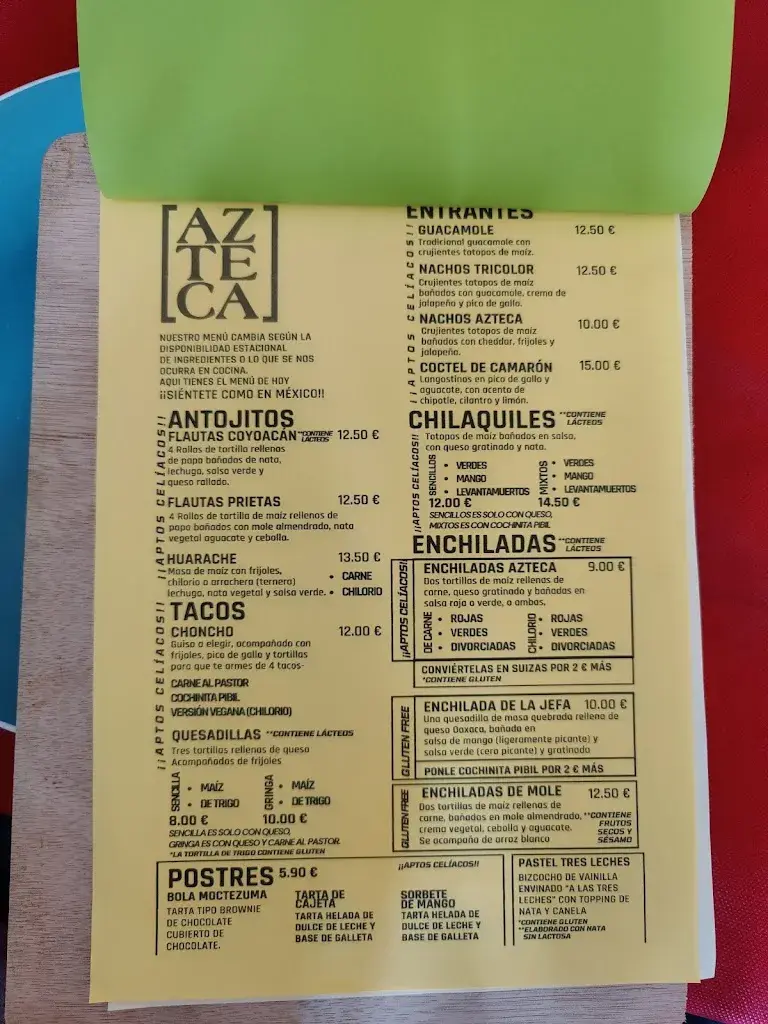 [AZ
TE
CA]
NUESTRO MENÚ CAMBIA SEGÚN LA
DISPONIBILIDAD ESTACIONAL
DE INGREDIENTES O LO QUE SE NOS
OCURRA EN COCINA.
AQUI TIENES EL MENÚ DE HOY
¡¡SIÉNTETE COMO EN MÉXICO!!
¡¡APTOS CELÍACOS!!
ANTOJITOS
FLAUTAS COYOACÁN **CONTIENE LÁCTEOS 12.50 €
4 Rollos de tortilla rellenas
de papa bañados de nata,
lechuga, salsa verde y
queso rallado.
FLAUTAS PRIETAS 12.50 €
4 Rollos de tortilla de maíz rellenos de
papa bañados con mole almendrado, nata
vegetal aguacate y cebolla.
HUARACHE 13.50 €
Masa de maíz con frijoles,
chilorio o arrachera (ternera)
lechuga, nata vegetal y salsa verde.
• CARNE
• CHILORIO
¡¡APTOS CELÍACOS!!
TACOS
CHONCHO 12.00 €
Guiso a elegir, acompañado con
frijoles, pico de gallo y tortillas
para que te armes de 4 tacos-
CARNE AL PASTOR
COCHINITA PIBIL
VERSIÓN VEGANA (CHILORIO)
QUESADILLAS **CONTIENE LÁCTEOS
Tres tortillas rellenas de queso
Acompañados de frijoles
SENCILLA
• MAÍZ
• DE TRIGO
8.00 €
GRINGA
• MAÍZ
• DE TRIGO
10.00 €
SENCILLA ES SOLO CON QUESO,
GRINGA ES CON QUESO Y CARNE AL PASTOR.
*LA TORTILLA DE TRIGO CONTIENE GLUTEN
ENTRANTES
¡¡APTOS CELÍACOS!!
GUACAMOLE 12.50 €
Tradicional guacamole con
crujientes totopos de maíz.
NACHOS TRICOLOR 12.50 €
Crujientes totopos de maíz
bañados con guacamole, crema de
jalapeña y pico de gallo.
NACHOS AZTECA 10.00 €
Crujientes totopos de maíz
bañados con cheddar, frijoles y
jalapeña.
COCTEL DE CAMARÓN 15.00 €
Langostinos en pico de gallo y
aguacate, con acento de
chipotle, cilantro y limón.
CHILAQUILES **CONTIENE LÁCTEOS
¡¡APTOS CELÍACOS!!
Totopos de maíz bañados en salsa,
con queso gratinado y nata.
SENCILLOS
• VERDES
• MANGO
• LEVANTAMUERTOS
12.00 €
MIXTOS
• VERDES
• MANGO
• LEVANTAMUERTOS
14.50 €
SENCILLOS ES SOLO CON QUESO,
MIXTOS ES CON COCHINITA PIBIL
ENCHILADAS **CONTIENE LÁCTEOS
¡¡APTOS CELÍACOS!!
ENCHILADAS AZTECA 9.00 €
Dos tortillas de maíz rellenas de
carne, queso gratinado y bañadas en
salsa roja o verde, o ambas.
DE CARNE
• ROJAS
• VERDES
• DIVORCIADAS
CHILORIO
• ROJAS
• VERDES
• DIVORCIADAS
CONVIÉRTELAS EN SUIZAS POR 2 € MÁS
*CONTIENE GLUTEN
GLUTEN FREE
ENCHILADA DE LA JEFA 10.00 €
Una quesadilla de masa quebrada rellena de
queso Oaxaca, bañada en
salsa de mango (ligeramente picante) y
salsa verde (cero picante) y gratinado
PONLE COCHINITA PIBIL POR 2 € MÁS
GLUTEN FREE
ENCHILADAS DE MOLE 12.50 €
Dos tortillas de maíz rellenas de
carne, bañados en mole almendrado,
crema vegetal, cebolla y aguacate.
Se acompaña de arroz blanco
**CONTIENE
FRUTOS
SECOS Y
SÉSAMO
POSTRES 5.90 €
¡¡APTOS CELÍACOS!!
BOLA MOCTEZUMA
TARTA TIPO BROWNIE
DE CHOCOLATE
CUBIERTO DE
CHOCOLATE.
TARTA DE
CAJETA
TARTA HELADA DE
DULCE DE LECHE Y
BASE DE GALLETA
SORBETE
DE MANGO
TARTA HELADA DE
DULCE DE LECHE Y
BASE DE GALLETA
PASTEL TRES LECHES
BIZCOCHO DE VAINILLA
ENVINADO "A LAS TRES
LECHES" CON TOPPING DE
NATA Y CANELA
*CONTIENE GLUTEN
**ELABORADO CON NATA
SIN LACTOSA